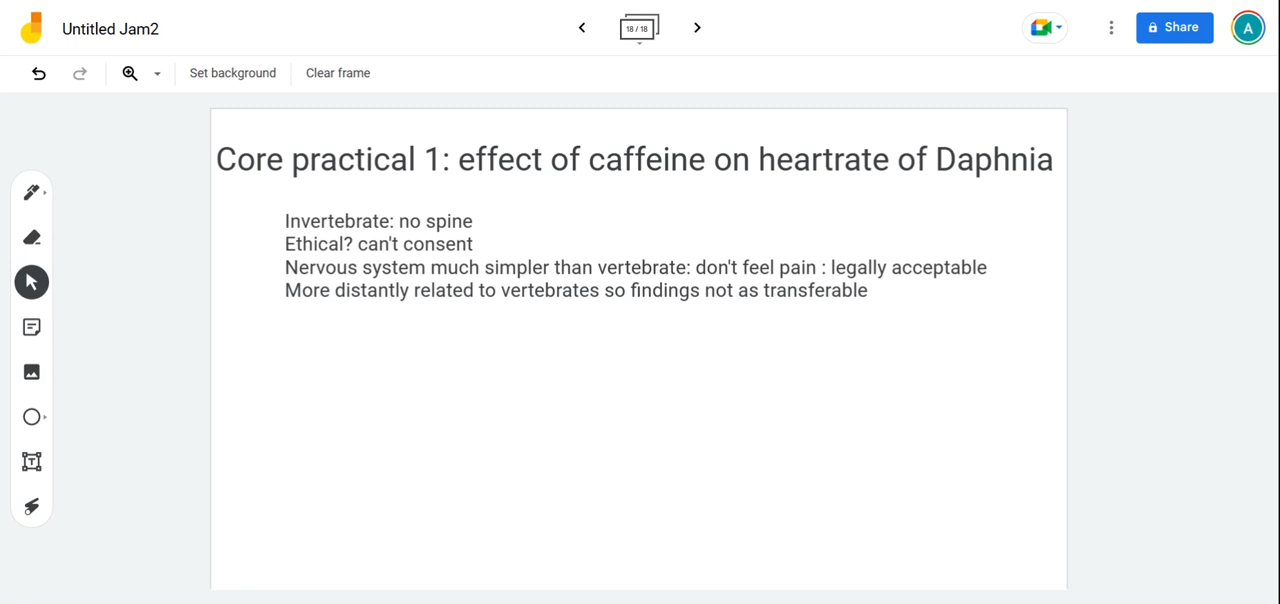 Untitled Jam2
18 / 18
Share
A
Set background
Clear frame
Core practical 1: effect of caffeine on heartrate of Daphnia
Invertebrate: no spine
Ethical? can't consent
Nervous system much simpler than vertebrate: don't feel pain : legally acceptable
More distantly related to vertebrates so findings not as transferable
T